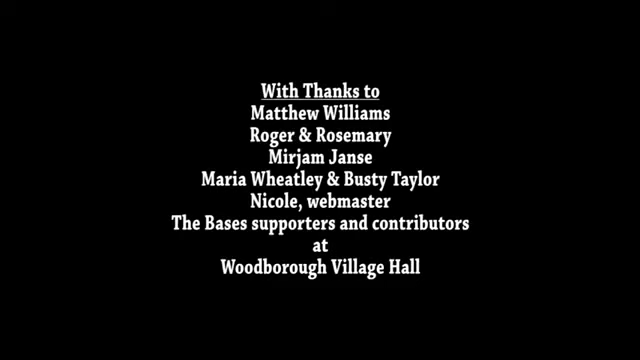 With Thanks to
Matthew Williams
Roger & Rosemary
Mirjam Janse
Maria Wheatley & Busty Taylor
Nicole, webmaster
The Bases supporters and contributors
at
Woodborough Village Hall